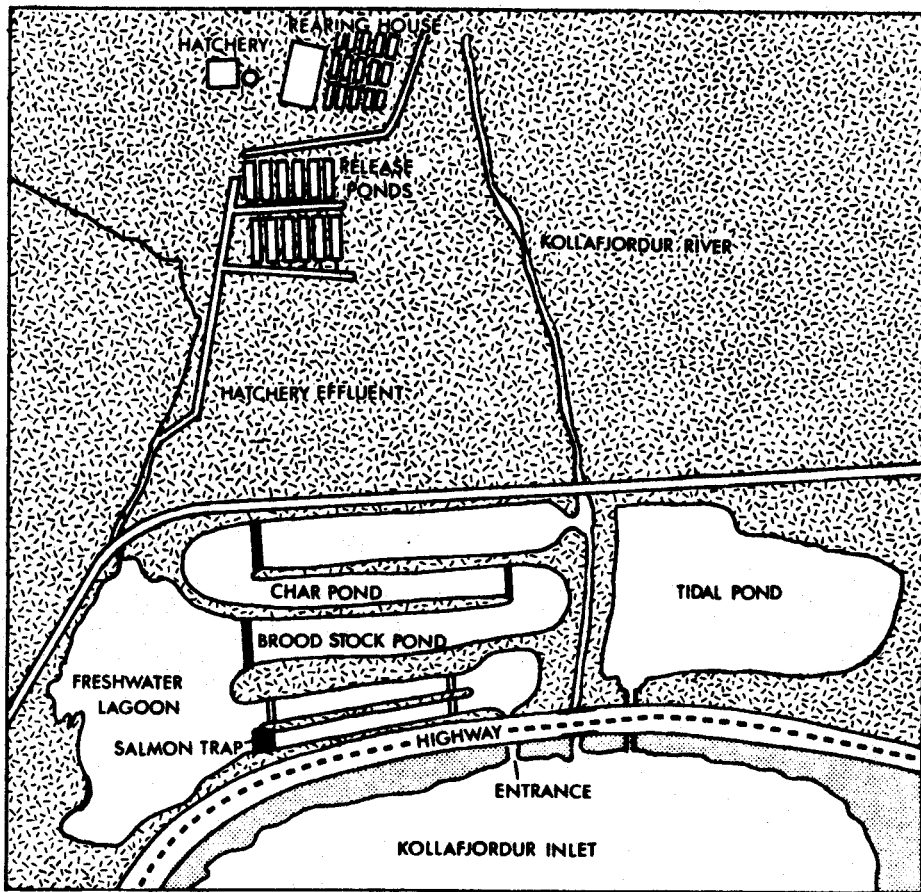 REARING HOUSE
HATCHERY
RELEASE
PONDS
KOLLAFJORDUR RIVER
HATCHERY EFFLUENT
CHAR POND
TIDAL POND
BROOD STOCK POND
FRESHWATER
LAGOON
SALMON TRAP
HIGHWAY
ENTRANCE
KOLLAFJORDUR INLET